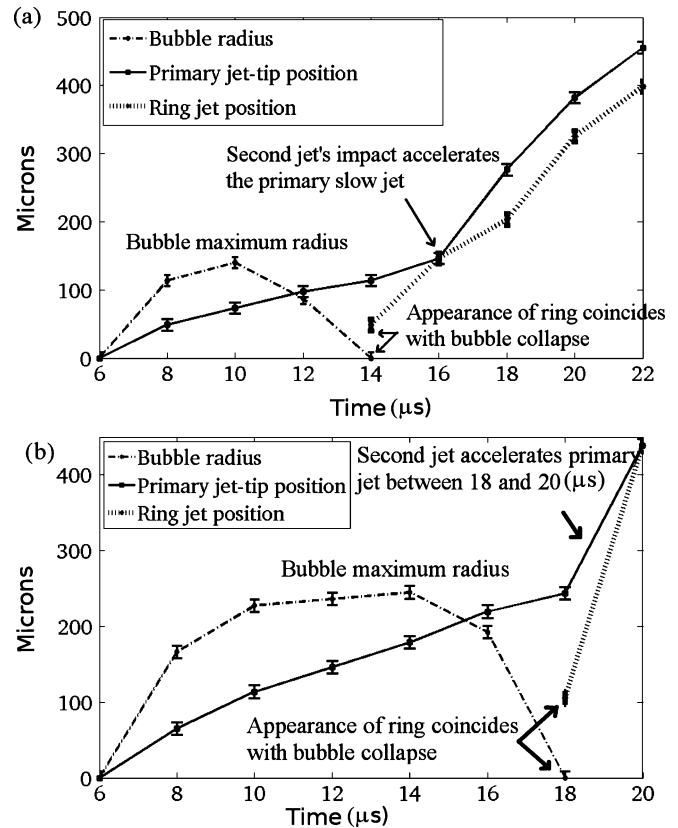 (a)
500
400
300
200
100
0
Microns
Bubble radius
Primary jet-tip position
Ring jet position
Second jet's impact accelerates
the primary slow jet
Bubble maximum radius
Appearance of ring coincides
with bubble collapse
6 8 10 12 14 16 18 20 22
Time (μs)
(b)
400
300
200
100
0
Microns
Bubble radius
Primary jet-tip position
Ring jet position
Second jet accelerates primary
jet between 18 and 20 (μs)
Bubble maximum radius
Appearance of ring coincides
with bubble collapse
6 8 10 12 14 16 18 20
Time (μs)